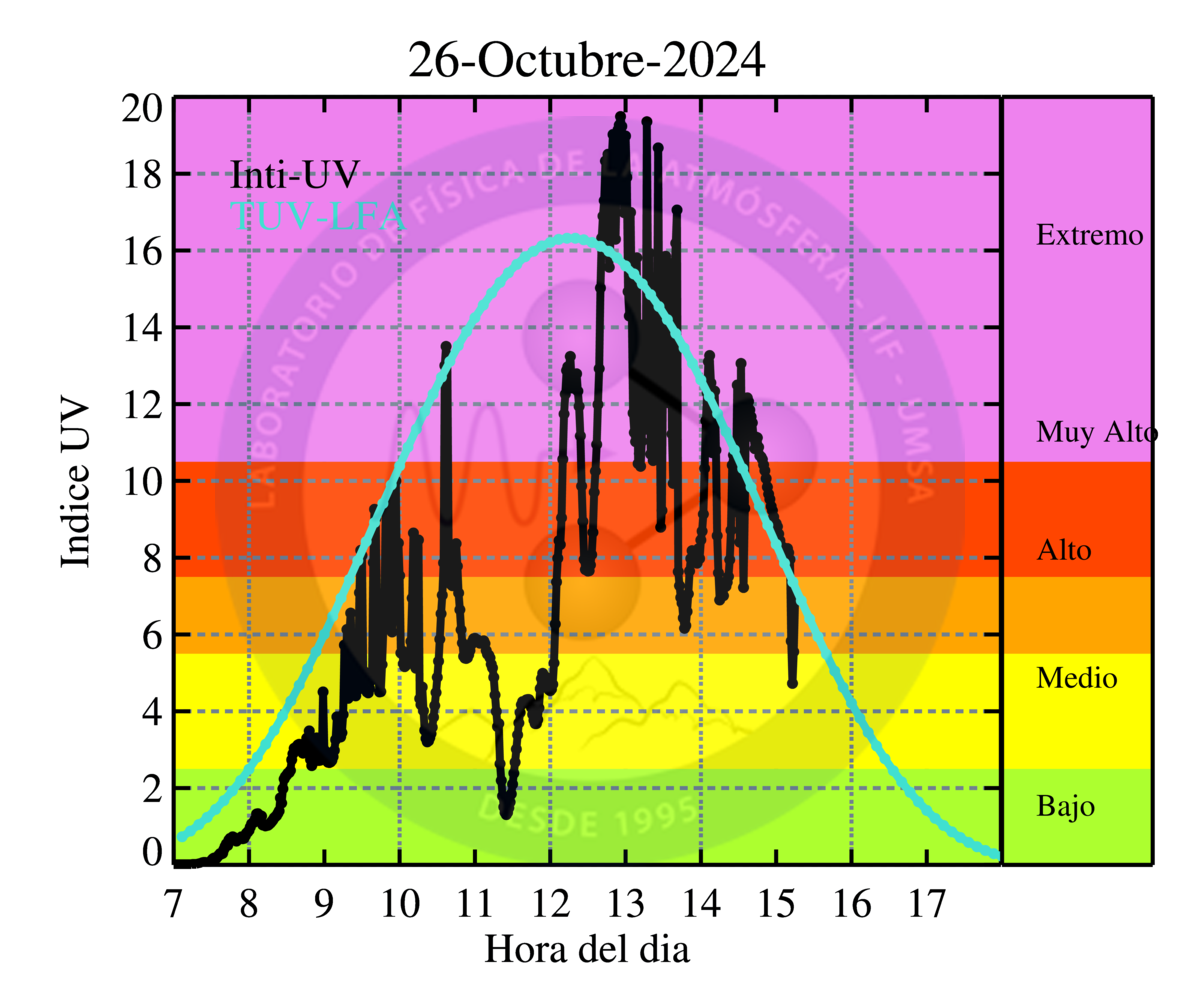 26-Octubre-2024
Inti-UV
TUV-LFA
LABORATORIO DE FÍSICA DE LA ATMÓSFERA - IIF - UMSA
DESDE 1995
Indice UV
20
18
16
14
12
10
8
6
4
2
0
7 8 9 10 11 12 13 14 15 16 17
Hora del dia
Extremo
Muy Alto
Alto
Medio
Bajo